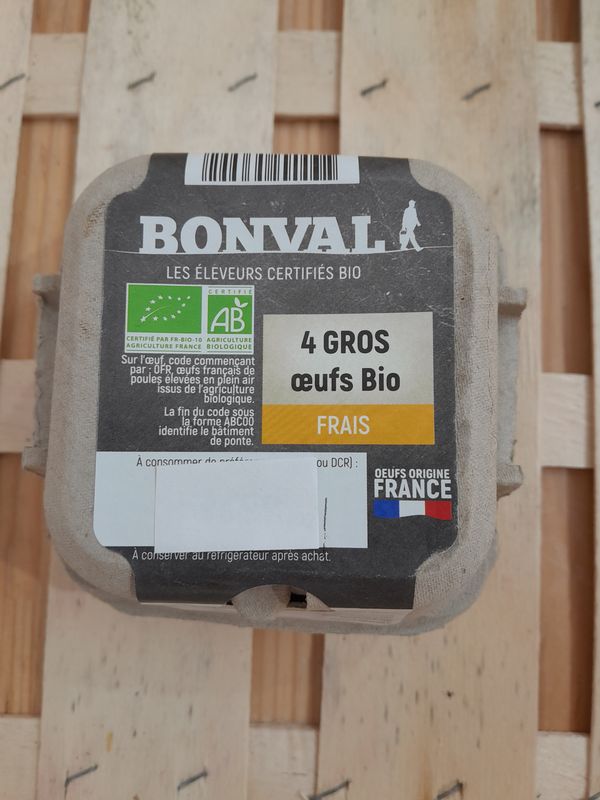 BONVAL
LES ÉLEVEURS CERTIFIÉS BIO
CERTIFIÉ
AB
CERTIFIÉ PAR FR-BIO-10
AGRICULTURE FRANCE
AGRICULTURE
BIOLOGIQUE
4 GROS
œufs Bio
FRAIS
Sur l'œuf, code commençant
par : 0FR, œufs français de
poules élevées en plein air
issus de l'agriculture
biologique.
La fin du code sous
la forme ABC00
identifie le bâtiment
de ponte.
À consommer de préfér ou DCR) :
OEUFS ORIGINE
FRANCE
À conserver au réfrigérateur après achat.